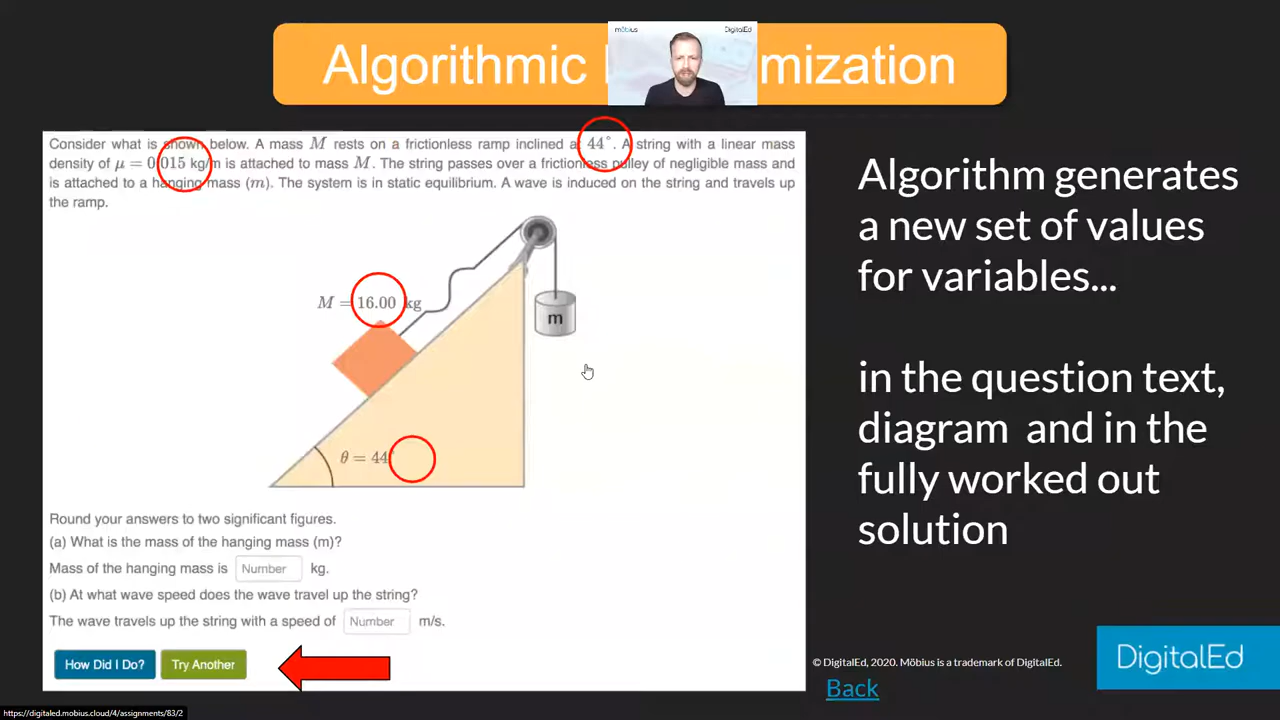 möbius
DigitalEd
Algorithmic mization
Consider what is shown below. A mass M rests on a frictionless ramp inclined a 44°. A string with a linear mass
density of μ = 0.015 kg/m is attached to mass M. The string passes over a frictionless pulley of negligible mass and
is attached to a hanging mass (m). The system is in static equilibrium. A wave is induced on the string and travels up
the ramp.
M = 16.00 kg
m
θ = 44°
Round your answers to two significant figures.
(a) What is the mass of the hanging mass (m)?
Mass of the hanging mass is Number kg.
(b) At what wave speed does the wave travel up the string?
The wave travels up the string with a speed of Number m/s.
How Did I Do? Try Another
Algorithm generates
a new set of values
for variables...
in the question text,
diagram and in the
fully worked out
solution
© DigitalEd, 2020. Möbius is a trademark of DigitalEd.
Back
DigitalEd
https://digitaled.mobius.cloud/4/assignments/83/2